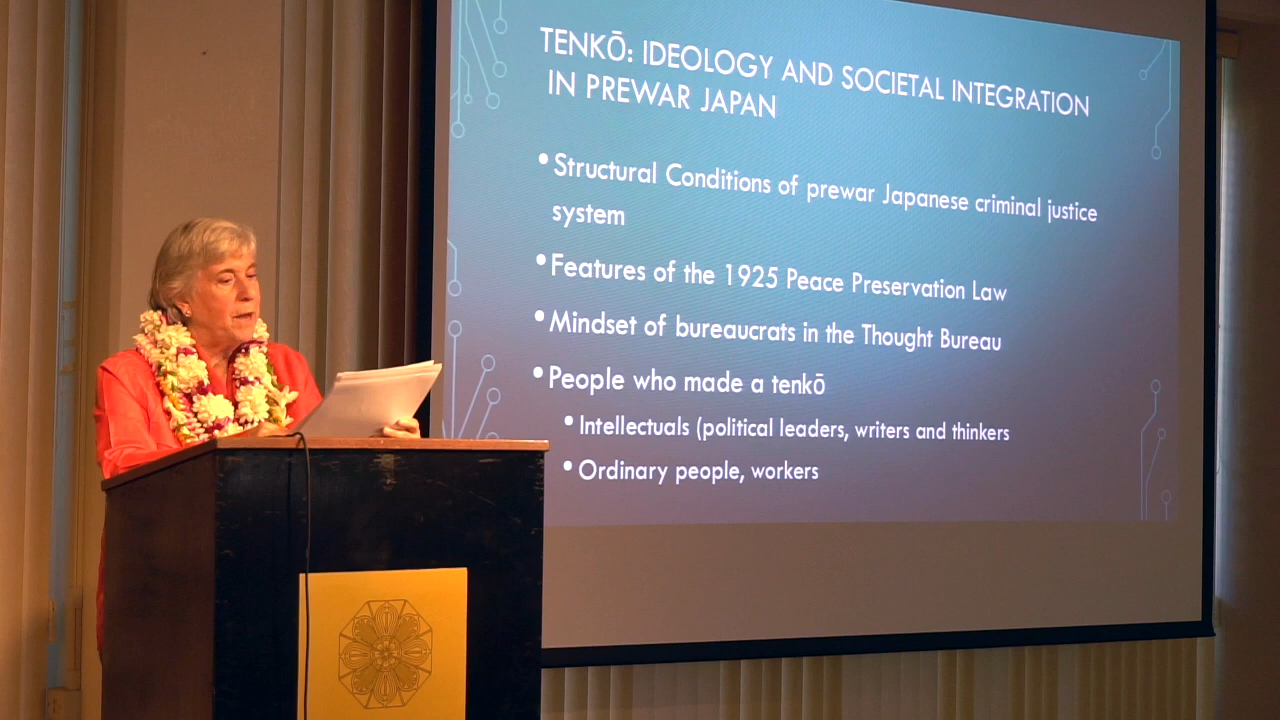 TENKŌ: IDEOLOGY AND SOCIETAL INTEGRATION
IN PREWAR JAPAN
• Structural Conditions of prewar Japanese criminal justice
system
• Features of the 1925 Peace Preservation Law
• Mindset of bureaucrats in the Thought Bureau
• People who made a tenkō
• Intellectuals (political leaders, writers and thinkers
• Ordinary people, workers